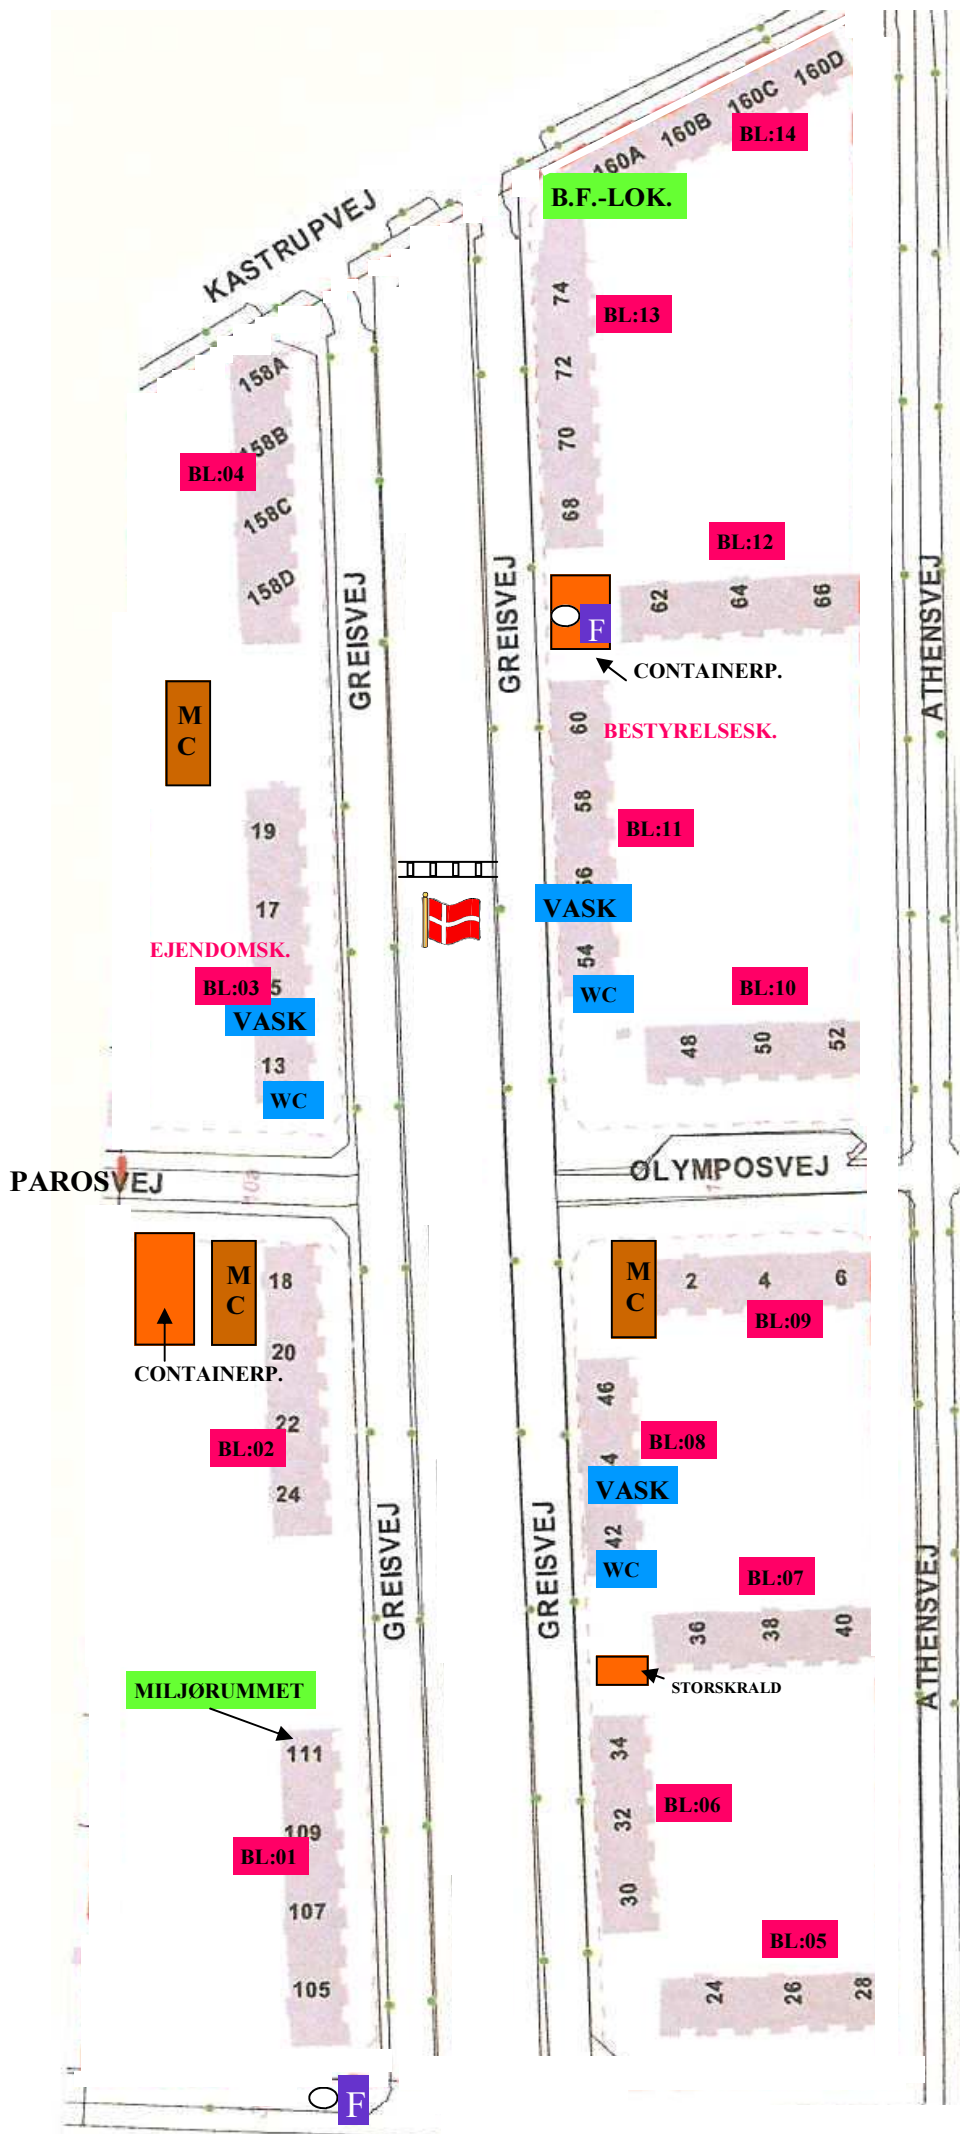 160D
160C
160B
BL:14
160A
B.F.-LOK.
KASTRUPVEJ
74
BL:13
158A
72
158B
70
BL:04
158C
68
BL:12
158D
62
64
66
F
GREISVEJ
GREISVEJ
ATHENSVEJ
CONTAINERP.
M
C
60
BESTYRELSESK.
58
19
BL:11
56
17
VASK
EJENDOMSK.
54
BL:03
5
WC
BL:10
VASK
48
50
52
13
WC
PAROSVEJ
OLYMPOSVEJ
M
C
18
M
C
2
4
6
BL:09
20
CONTAINERP.
46
22
BL:02
BL:08
4
24
VASK
42
WC
BL:07
GREISVEJ
GREISVEJ
ATHENSVEJ
36
38
40
STORSKRALD
MILJØRUMMET
111
34
BL:06
109
32
BL:01
30
107
BL:05
105
24
26
28
F